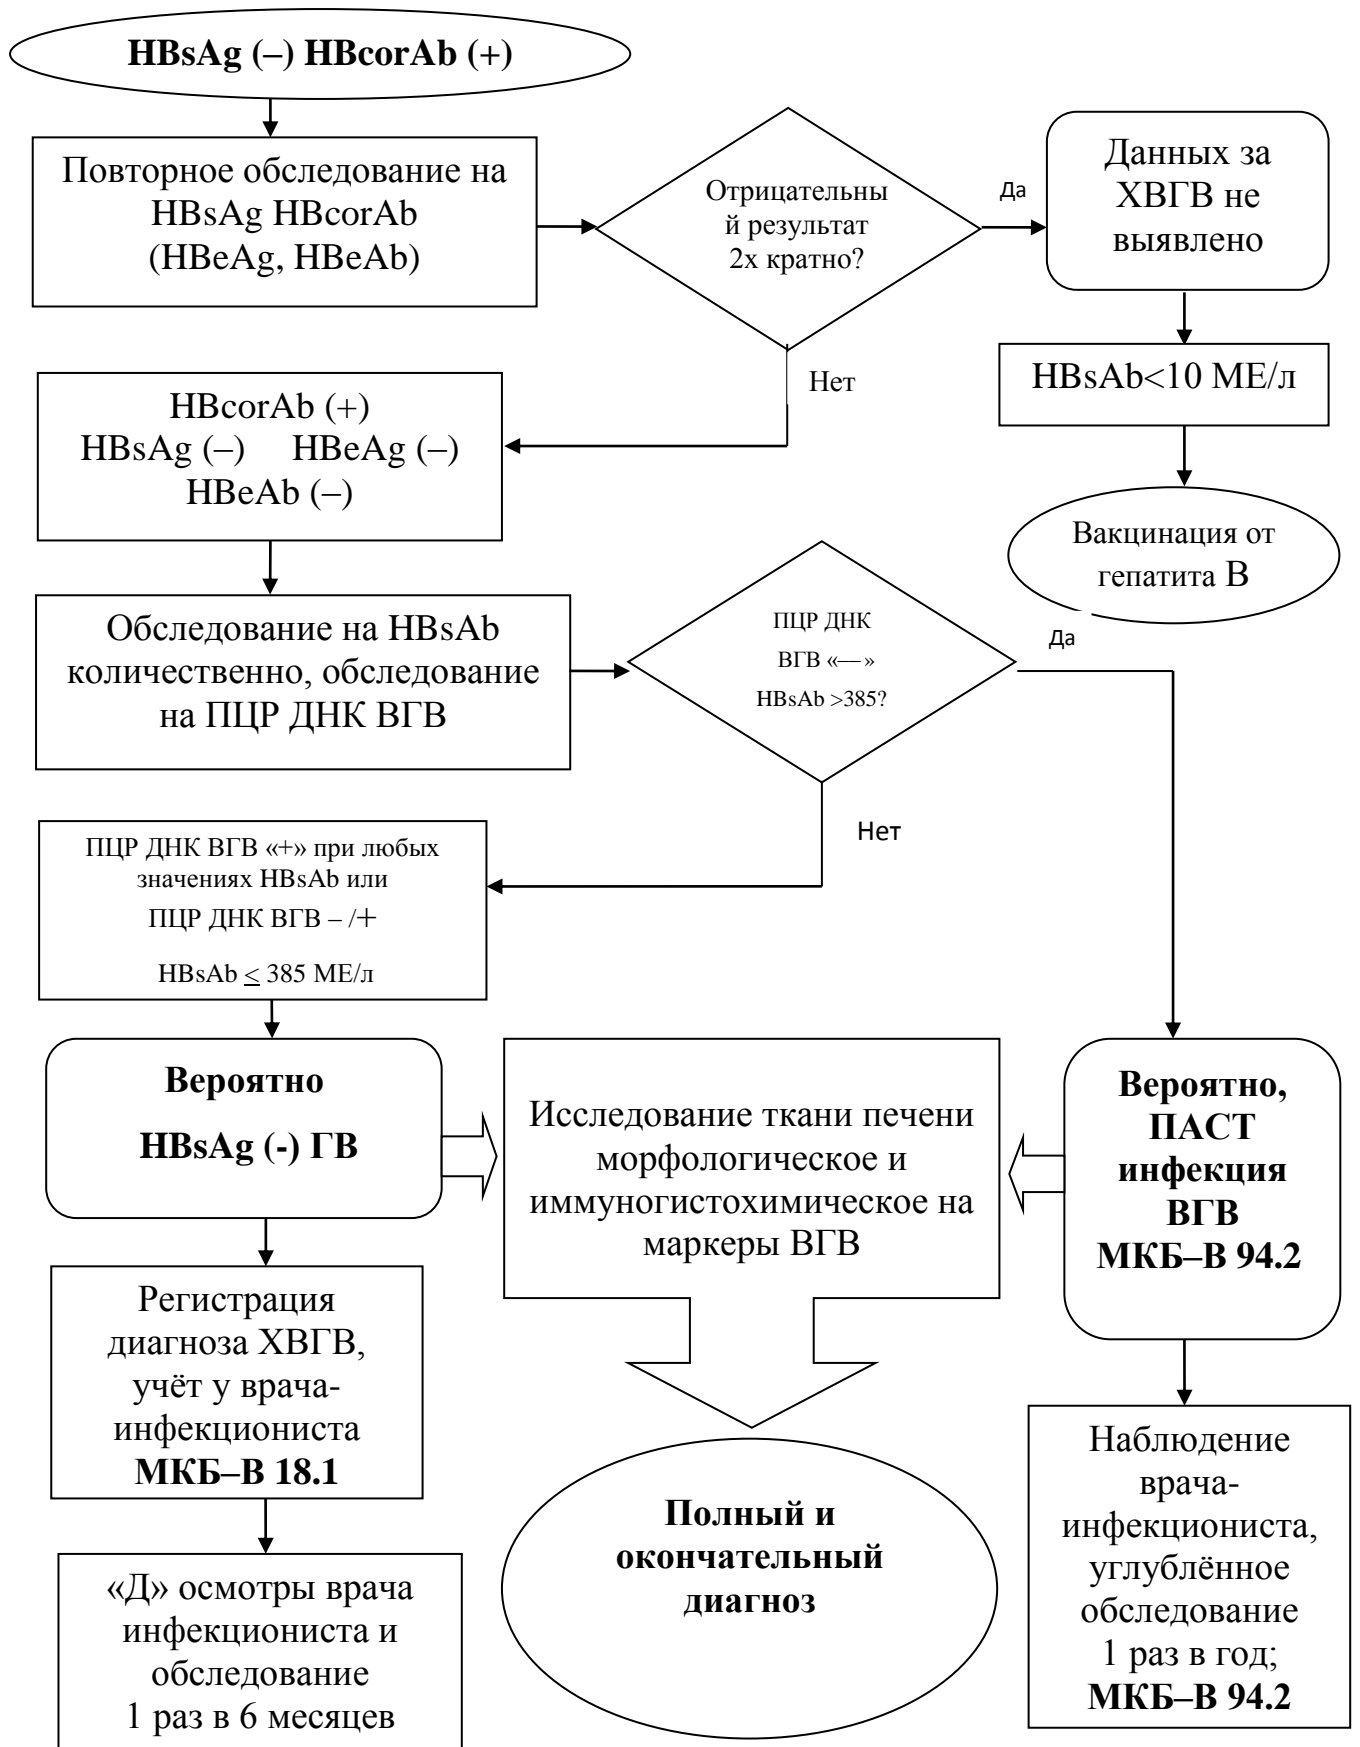 HBsAg (–) HBcorAb (+)
Повторное обследование на
HBsAg HBcorAb
(HBeAg, HBeAb)
Отрицательны
й результат
2х кратно?
Да
Данных за
ХВГВ не
выявлено
Нет
HBsAb<10 МЕ/л
HBcorAb (+)
HBsAg (–) HBeAg (–)
HBeAb (–)
Вакцинация от
гепатита В
Обследование на HBsAb
количественно, обследование
на ПЦР ДНК ВГВ
ПЦР ДНК
ВГВ «—»
HBsAb >385?
Да
Нет
ПЦР ДНК ВГВ «+» при любых
значениях HBsAb или
ПЦР ДНК ВГВ – /+
HBsAb ≤ 385 МЕ/л
Вероятно
HBsAg (-) ГВ
Исследование ткани печени
морфологическое и
иммуногистохимическое на
маркеры ВГВ
Вероятно,
ПАСТ
инфекция
ВГВ
МКБ–В 94.2
Регистрация
диагноза ХВГВ,
учёт у врача-
инфекциониста
МКБ–В 18.1
Полный и
окончательный
диагноз
Наблюдение
врача-
инфекциониста,
углублённое
обследование
1 раз в год;
МКБ–В 94.2
«Д» осмотры врача
инфекциониста и
обследование
1 раз в 6 месяцев